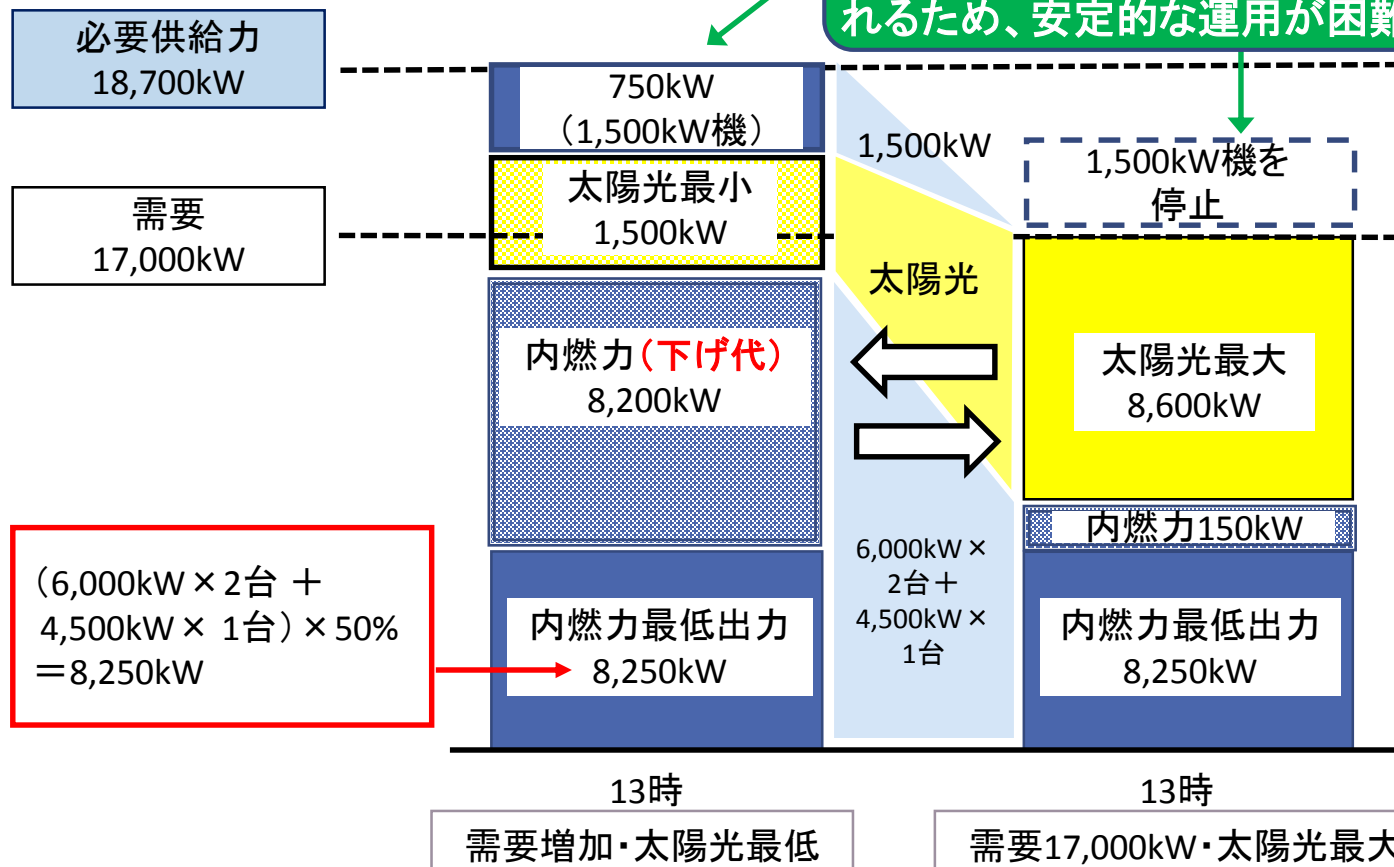 れるため、安定的な運用が困難
必要供給力
18,700kW
需要
17,000kW
750kW
（1,500kW機）
太陽光最小
1,500kW
内燃力（下げ代）
8,200kW
内燃力最低出力
8,250kW
（6,000kW×2台 ＋
4,500kW× 1台）×50%
＝8,250kW
1,500kW
太陽光
6,000kW×
2台＋
4,500kW×
1台
1,500kW機を
停止
太陽光最大
8,600kW
内燃力150kW
内燃力最低出力
8,250kW
13時
需要増加・太陽光最低
13時
需要17,000kW・太陽光最大